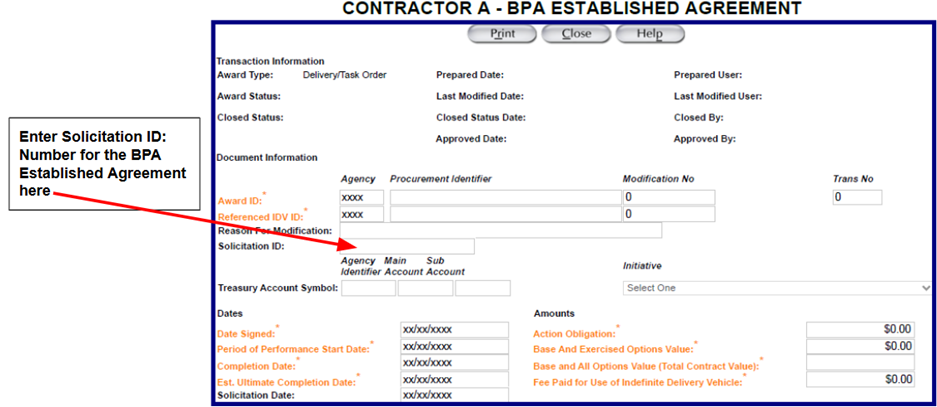 CONTRACTOR A - BPA ESTABLISHED AGREEMENT
Print Close Help
Transaction Information
Award Type: Delivery/Task Order Prepared Date: Prepared User:
Award Status: Last Modified Date: Last Modified User:
Closed Status: Closed Status Date: Closed By:
Approved Date: Approved By:
Enter Solicitation ID:
Number for the BPA
Established Agreement
here
Document Information
Agency Procurement Identifier Modification No Trans No
Award ID:* xxxx 0 0
Referenced IDV ID:* xxxx 0
Reason For Modification:
Solicitation ID:
Agency Main Sub
Identifier Account Account Initiative
Treasury Account Symbol: Select One
Dates Amounts
Date Signed:* xx/xx/xxxx Action Obligation:* $0.00
Period of Performance Start Date:* xx/xx/xxxx Base And Exercised Options Value:* $0.00
Completion Date:* xx/xx/xxxx Base and All Options Value (Total Contract Value):*
Est. Ultimate Completion Date:* xx/xx/xxxx Fee Paid for Use of Indefinite Delivery Vehicle:* $0.00
Solicitation Date: xx/xx/xxxx